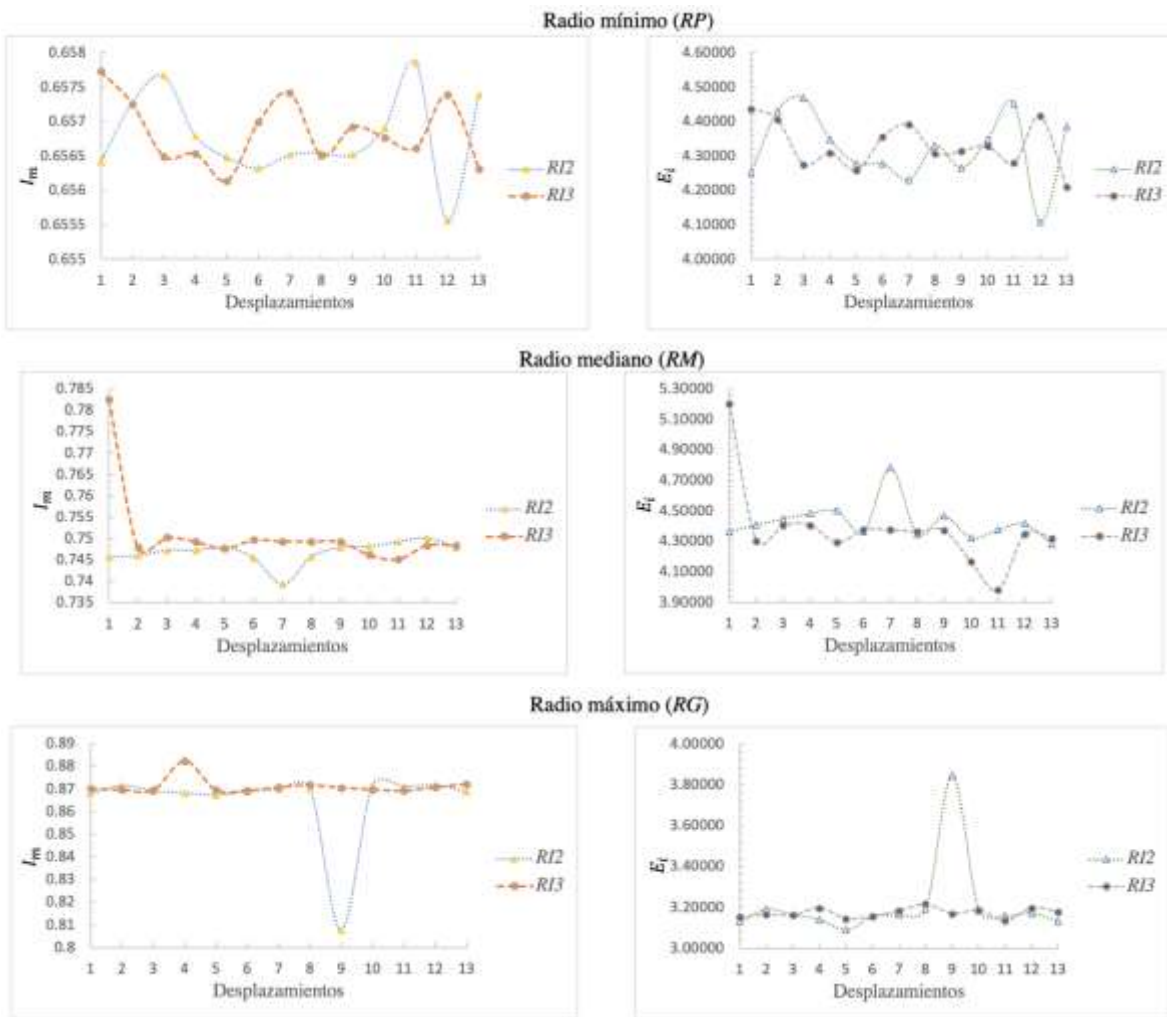 Radio mínimo (RP)
0.658
0.6575
0.657
0.6565
0.656
0.6555
0.655
Im
1 2 3 4 5 6 7 8 9 10 11 12 13
Desplazamientos
RI2
RI3
4.60000
4.50000
4.40000
4.30000
4.20000
4.10000
4.00000
Ei
1 2 3 4 5 6 7 8 9 10 11 12 13
Desplazamientos
RI2
RI3
Radio mediano (RM)
0.785
0.78
0.775
0.77
0.765
0.76
0.755
0.75
0.745
0.74
0.735
Im
1 2 3 4 5 6 7 8 9 10 11 12 13
Desplazamientos
RI2
RI3
5.30000
5.10000
4.90000
4.70000
4.50000
4.30000
4.10000
3.90000
Ei
1 2 3 4 5 6 7 8 9 10 11 12 13
Desplazamientos
RI2
RI3
Radio máximo (RG)
0.89
0.88
0.87
0.86
0.85
0.84
0.83
0.82
0.81
0.8
Im
1 2 3 4 5 6 7 8 9 10 11 12 13
Desplazamientos
RI2
RI3
4.00000
3.80000
3.60000
3.40000
3.20000
3.00000
Ei
1 2 3 4 5 6 7 8 9 10 11 12 13
Desplazamientos
RI2
RI3